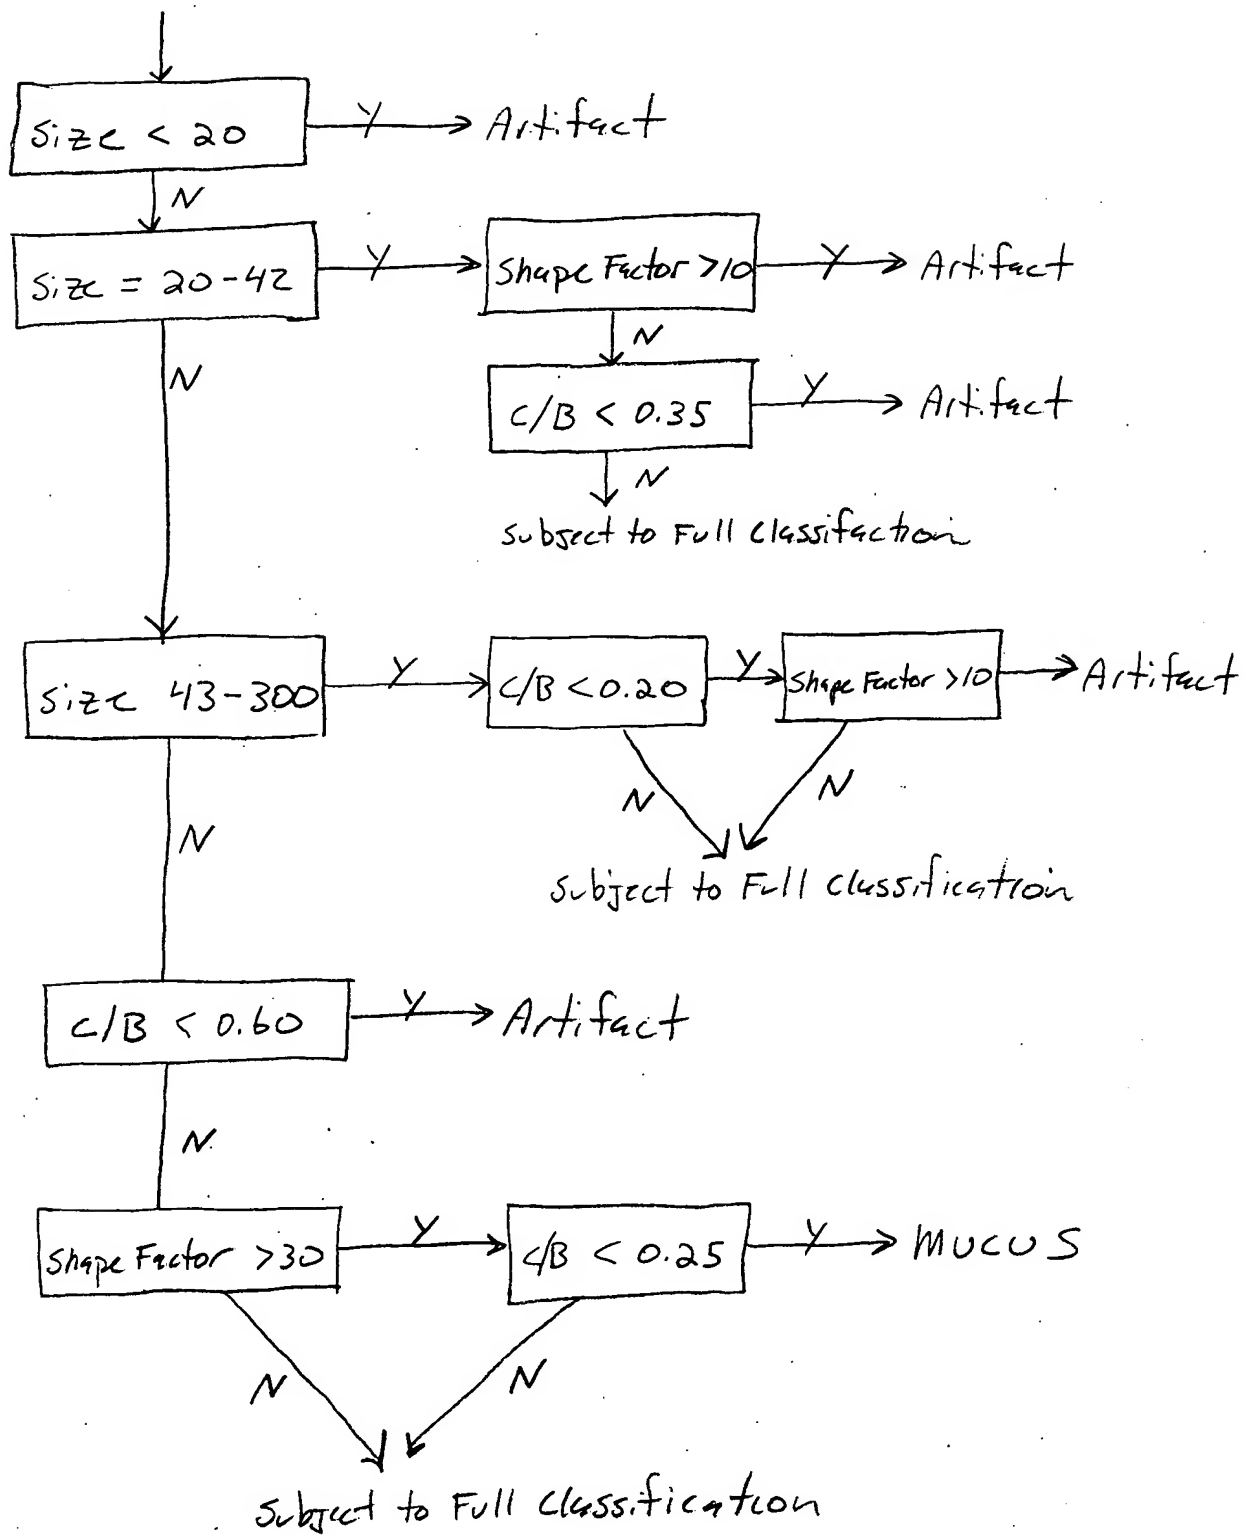 Size < 20
Y
Artifact
N
Size = 20-42
Y
Shape Factor >10
Y
Artifact
N
N
C/B < 0.35
Y
Artifact
N
Subject to Full Classifaction
Size 43-300
Y
C/B < 0.20
Y
Shape Factor >10
Artifact
N
N
N
Subject to Full Classification
C/B < 0.60
Y
Artifact
N
Shape Factor >30
Y
C/B < 0.25
Y
MUCUS
N
N
Subject to Full Classification